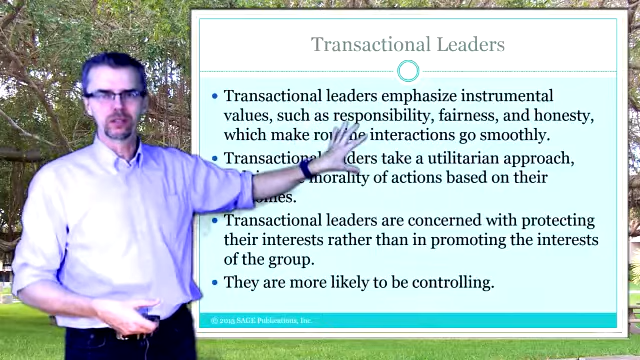 Transactional Leaders
• Transactional leaders emphasize instrumental
values, such as responsibility, fairness, and honesty,
which make interactions go smoothly.
• Transactional leaders take a utilitarian approach,
morality of actions based on their
• Transactional leaders are concerned with protecting
their interests rather than in promoting the interests
of the group.
• They are more likely to be controlling.
© 2015 SAGE Publications, Inc.